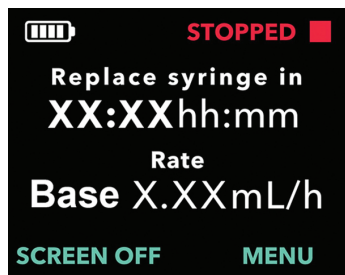 STOPPED
Replace syringe in
XX:XXhh:mm
Rate
Base X.XXmL/h
SCREEN OFF MENU